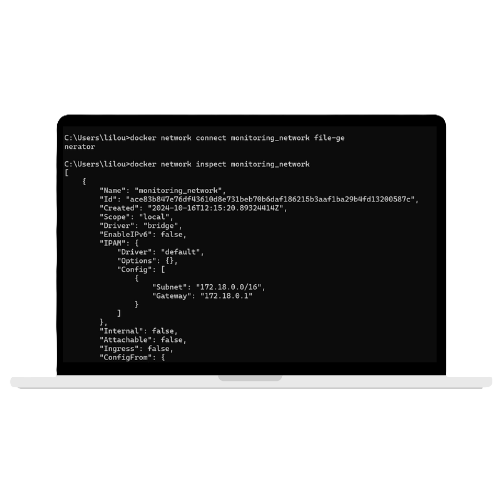 C:\Users\lilou>docker network connect monitoring_network file-ge
nerator
C:\Users\lilou>docker network inspect monitoring_network
[
    {
        "Name": "monitoring_network",
        "Id": "ace83b847e76df43610d8e731beb70b6daf186215b3aaf1ba29b4fd13200587c",
        "Created": "2024-10-16T12:15:20.89324414Z",
        "Scope": "local",
        "Driver": "bridge",
        "EnableIPv6": false,
        "IPAM": {
            "Driver": "default",
            "Options": {},
            "Config": [
                {
                    "Subnet": "172.18.0.0/16",
                    "Gateway": "172.18.0.1"
                }
            ]
        },
        "Internal": false,
        "Attachable": false,
        "Ingress": false,
        "ConfigFrom": {